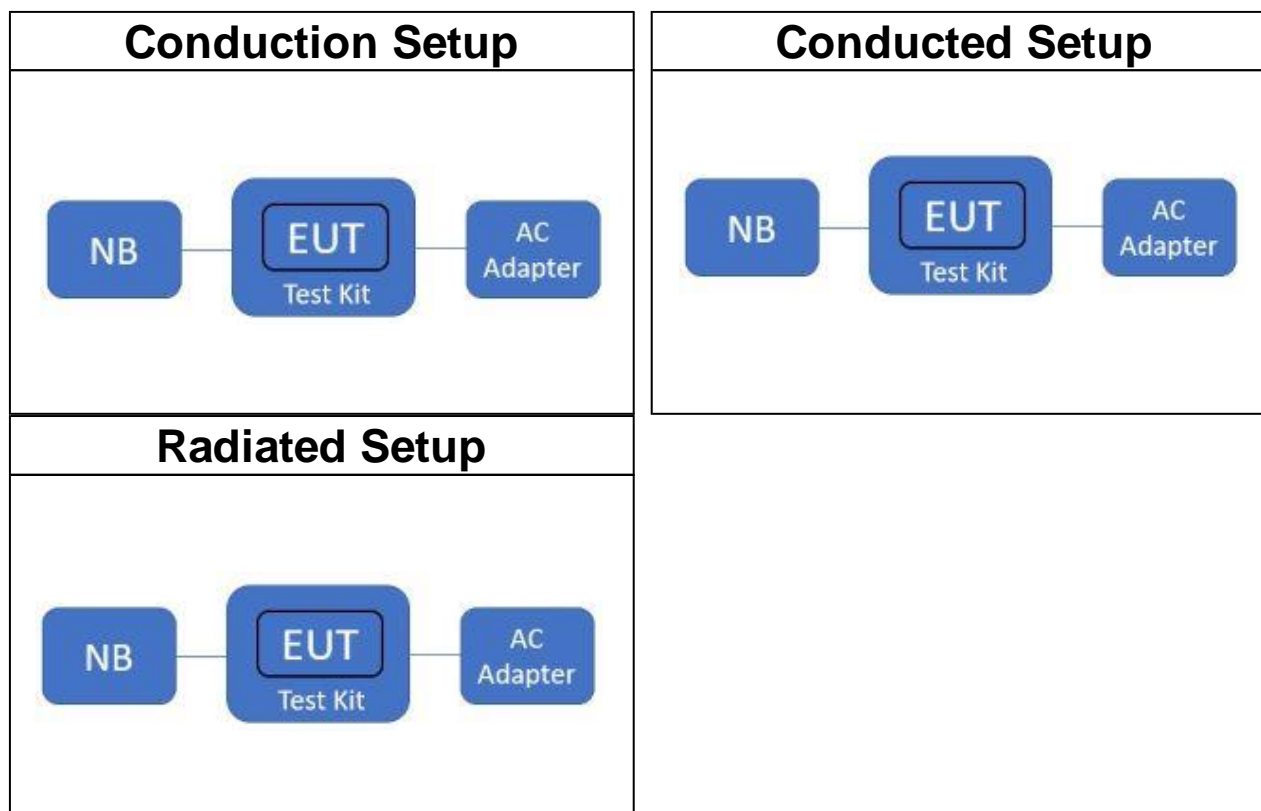 Conduction Setup
NB
EUT
Test Kit
AC
Adapter
Conducted Setup
NB
EUT
Test Kit
AC
Adapter
Radiated Setup
NB
EUT
Test Kit
AC
Adapter